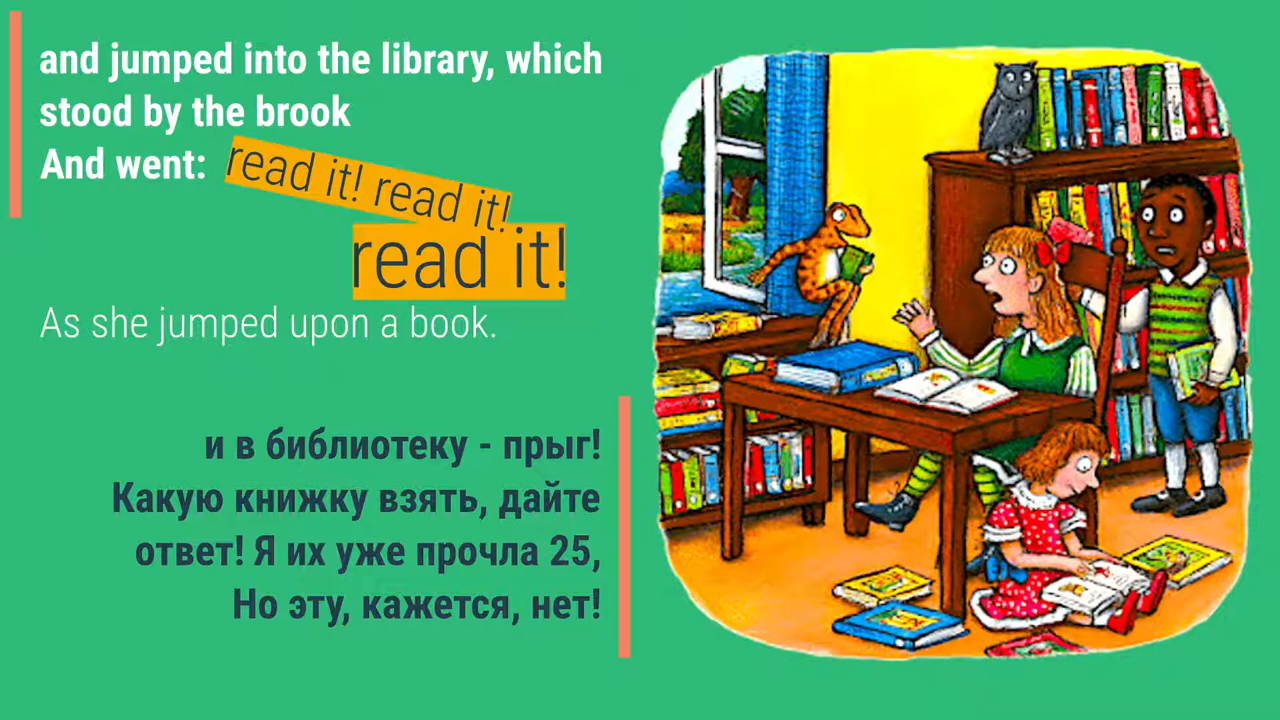 and jumped into the library, which
stood by the brook
And went: read it! read it!
read it!
As she jumped upon a book.
и в библиотеку - прыг!
Какую книжку взять, дайте
ответ! Я их уже прочла 25,
Но эту, кажется, нет!